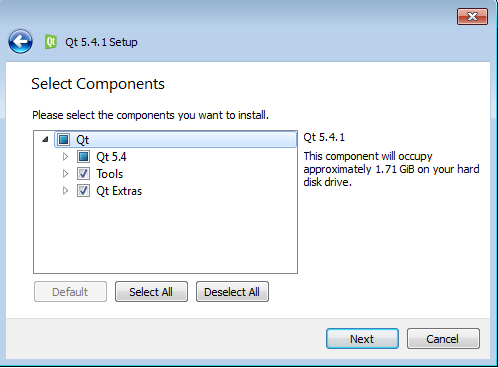 Qt 5.4.1 Setup
Select Components
Please select the components you want to install.
Qt
Qt 5.4
Tools
Qt Extras
Qt 5.4.1
This component will occupy
approximately 1.71 GiB on your hard
disk drive.
Default
Select All
Deselect All
Next
Cancel